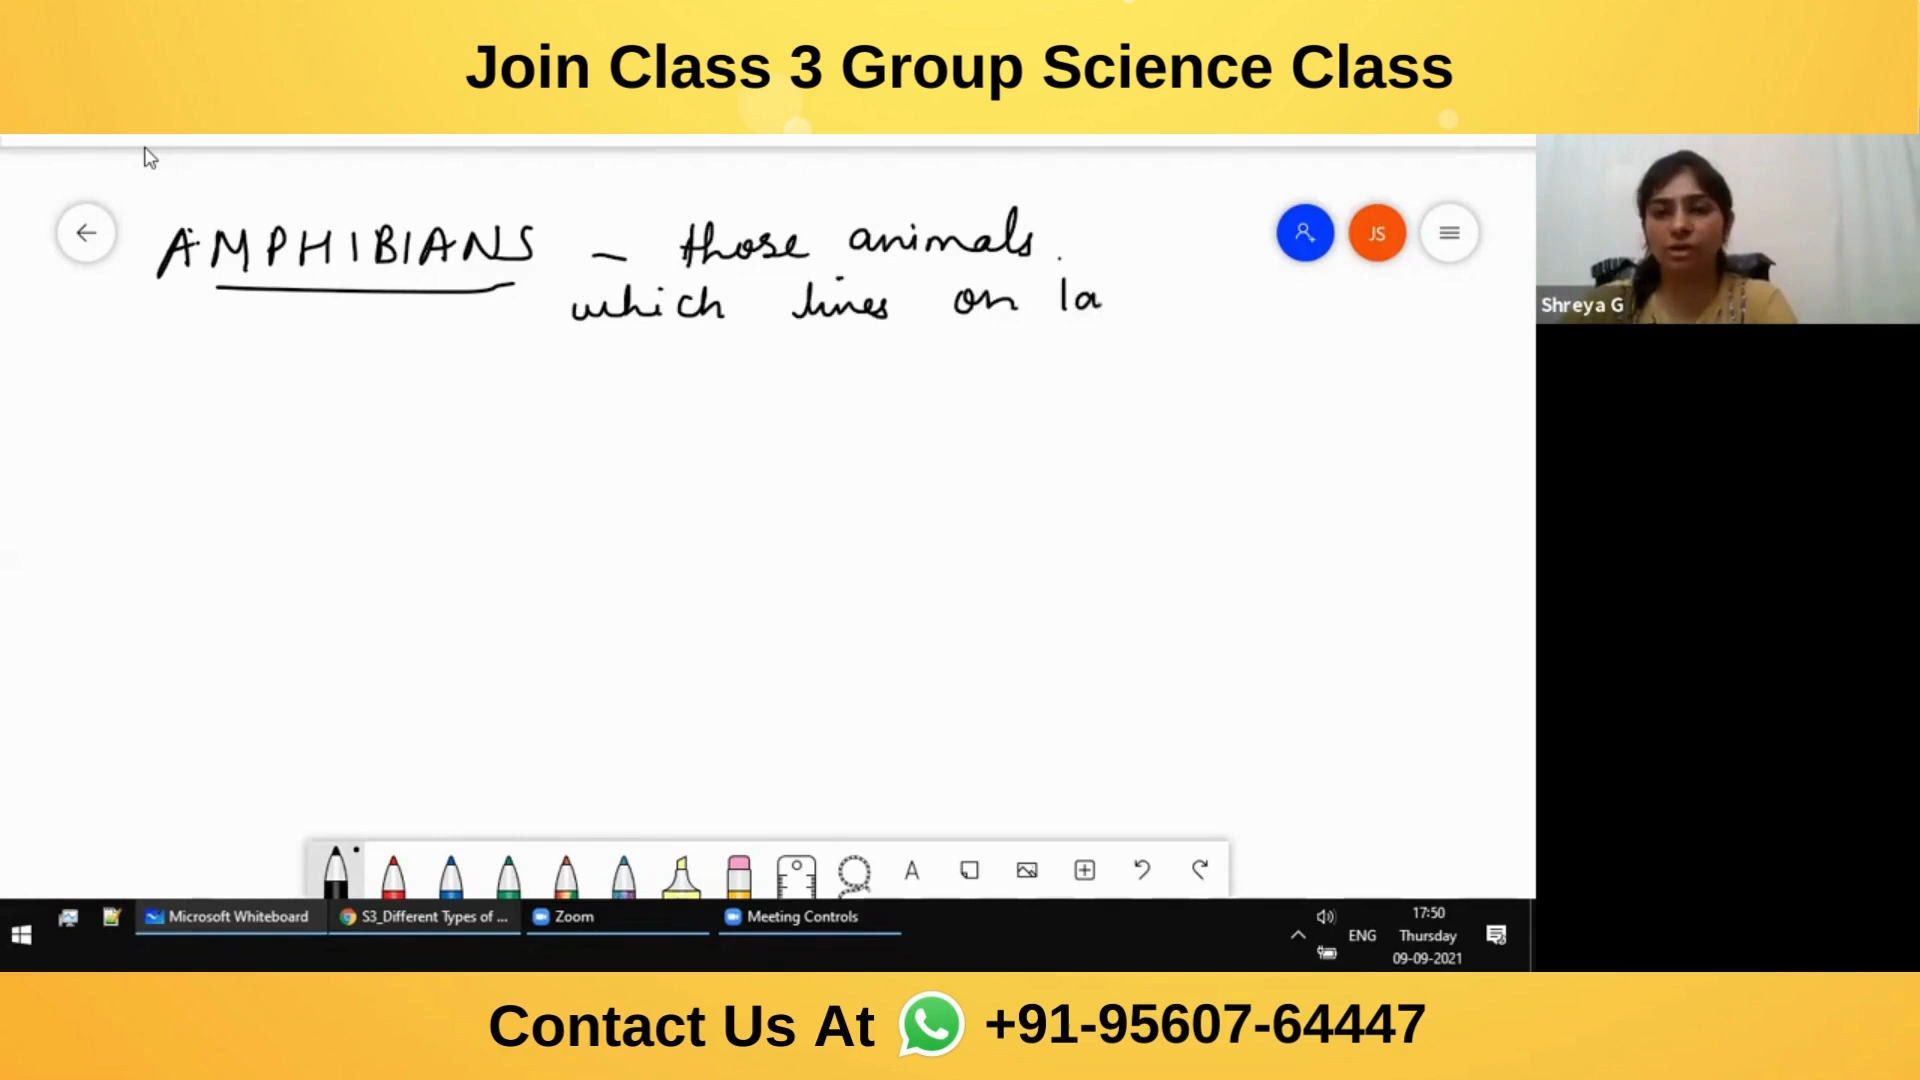 Join Class 3 Group Science Class
AMPHIBIANS - those animals.
which lives on la
JS
Shreya G
A
Microsoft Whiteboard
S3_Different Types of ...
Zoom
Meeting Controls
ENG
17:50
Thursday
09-09-2021
Contact Us At +91-95607-64447